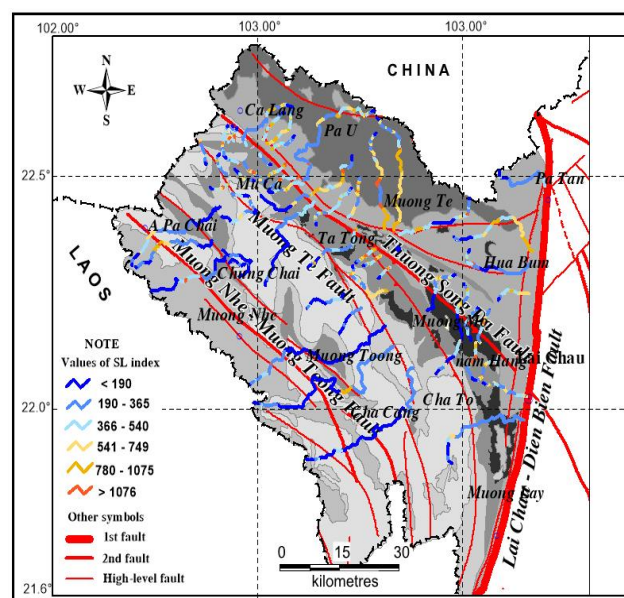 102.00° 103.00° 103.00°
CHINA
N
W E
S
Ca Lang
Pa U
22.5°
Mu Ca
Pa Tan
Muong Te
A Pa Chai
Ta Tong
LAOS
Muong Te Fault
Thuong Song Da Fault
Hua Bum
Chung Chai
Muong Nhe - Muong Toong Fault
Muong Nhe
Muong Mo
nam Hang
Lai Chau
Muong Toong
Cha To
Cha Cang
22.0°
Muong Lay
Lai Chau - Dien Bien Fault
NOTE
Values of SL index
< 190
190 - 365
366 - 540
541 - 749
780 - 1075
> 1076
Other symbols
1st fault
2nd fault
High-level fault
0 15 30
kilometres
21.6°